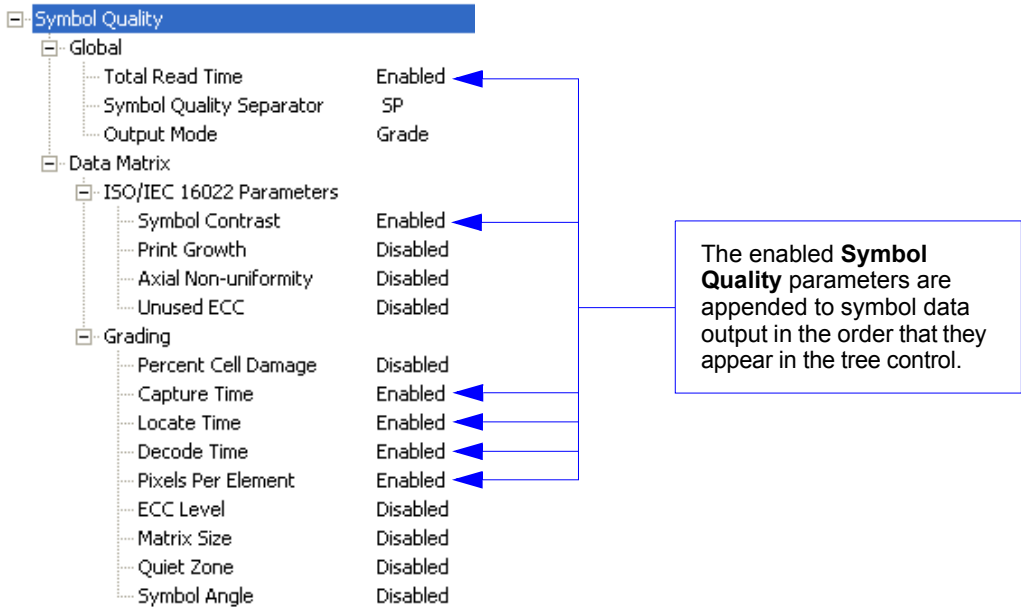 Symbol Quality
Global
Total Read Time Enabled
Symbol Quality Separator SP
Output Mode Grade
Data Matrix
ISO/IEC 16022 Parameters
Symbol Contrast Enabled
Print Growth Disabled
Axial Non-uniformity Disabled
Unused ECC Disabled
Grading
Percent Cell Damage Disabled
Capture Time Enabled
Locate Time Enabled
Decode Time Enabled
Pixels Per Element Enabled
ECC Level Disabled
Matrix Size Disabled
Quiet Zone Disabled
Symbol Angle Disabled
The enabled Symbol
Quality parameters are
appended to symbol data
output in the order that they
appear in the tree control.